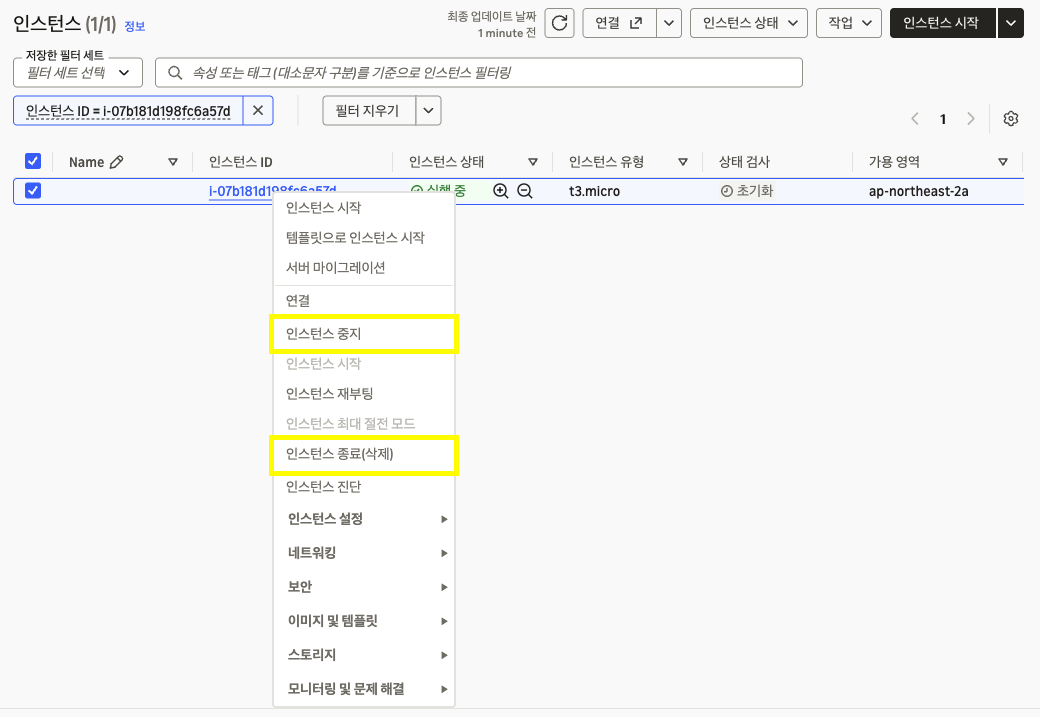 인스턴스 (1/1) 정보
최종 업데이트 날짜
1 minute 전
연결
인스턴스 상태
작업
인스턴스 시작
저장한 필터 세트
필터 세트 선택
속성 또는 태그 (대소문자 구분)를 기준으로 인스턴스 필터링
인스턴스 ID = i-07b181d198fc6a57d
필터 지우기
1
Name 인스턴스 ID 인스턴스 상태 인스턴스 유형 상태 검사 가용 영역
i-07b181d198fc6a57d 실행 중 t3.micro 초기화 ap-northeast-2a
인스턴스 시작
템플릿으로 인스턴스 시작
서버 마이그레이션
연결
인스턴스 중지
인스턴스 시작
인스턴스 재부팅
인스턴스 최대 절전 모드
인스턴스 종료(삭제)
인스턴스 진단
인스턴스 설정
네트워킹
보안
이미지 및 템플릿
스토리지
모니터링 및 문제 해결